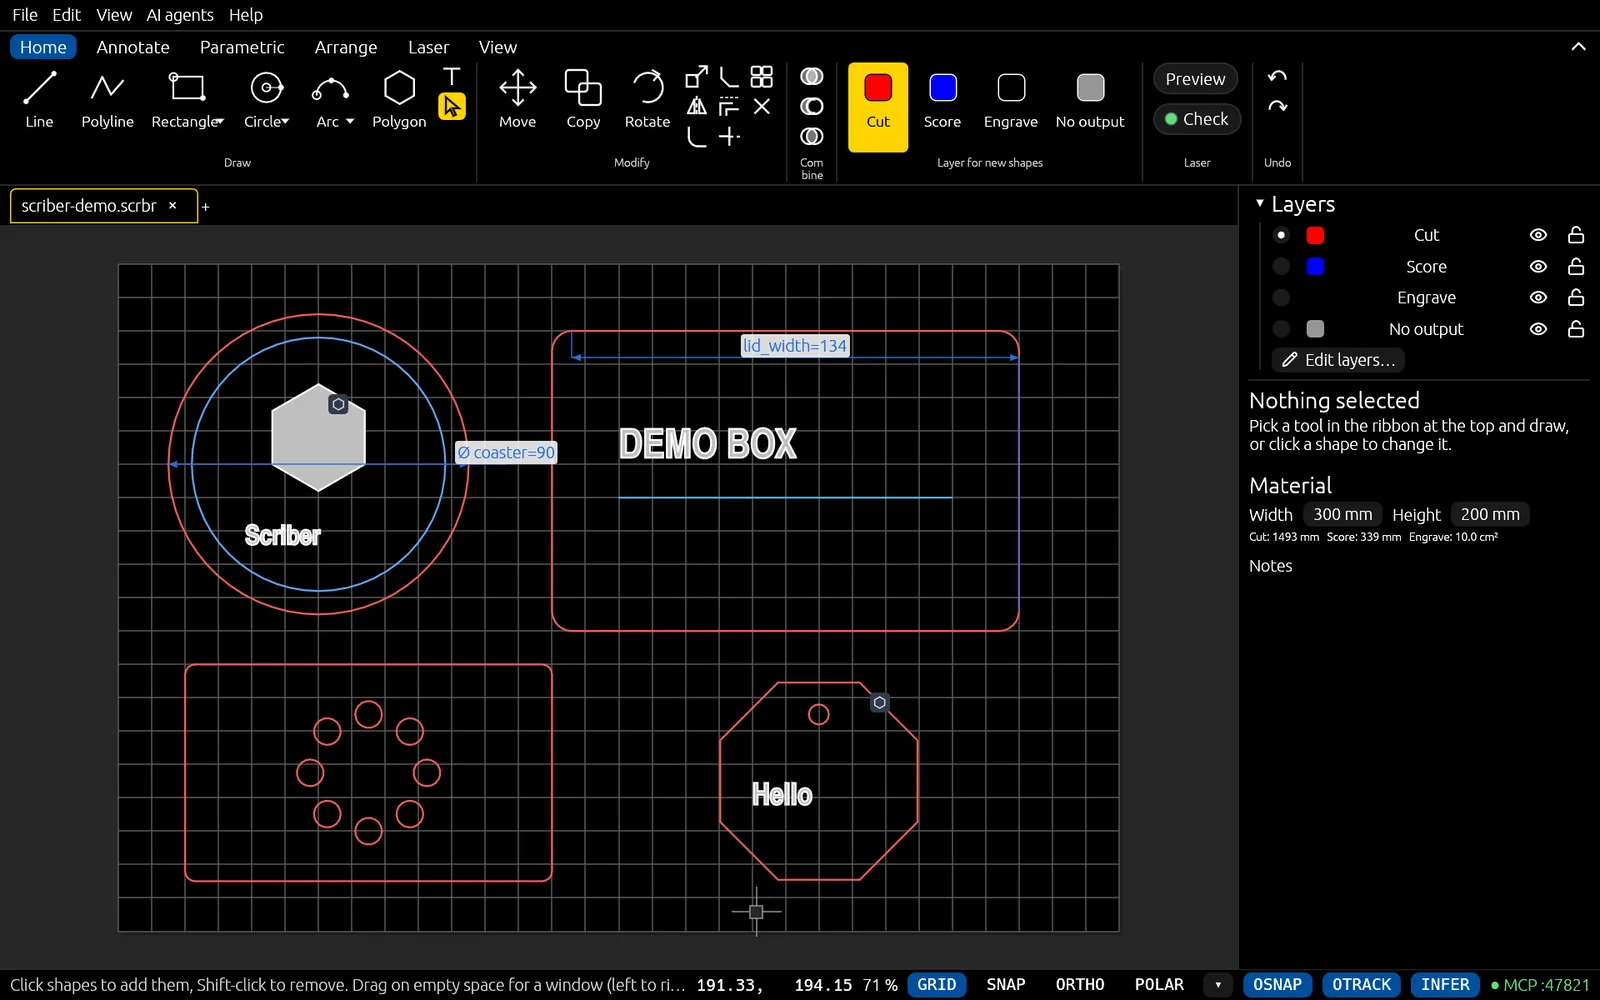 File Edit View AI agents Help
Home Annotate Parametric Arrange Laser View
Line Polyline Rectangle Circle Arc Polygon T
Move Copy Rotate
Cut Score Engrave No output
Preview
Check
Draw Modify Com
bine
Layer for new shapes Laser Undo
scriber-demo.scrbr × +
Layers
Cut
Score
Engrave
No output
Edit layers…
Nothing selected
Pick a tool in the ribbon at the top and draw,
or click a shape to change it.
Material
Width 300 mm Height 200 mm
Cut: 1493 mm Score: 339 mm Engrave: 10.0 cm²
Notes
lid_width=134
DEMO BOX
Ø coaster=90
Scriber
Hello
Click shapes to add them, Shift-click to remove. Drag on empty space for a window (left to ri… 191.33, 194.15 71 % GRID SNAP ORTHO POLAR OSNAP OTRACK INFER MCP :47821